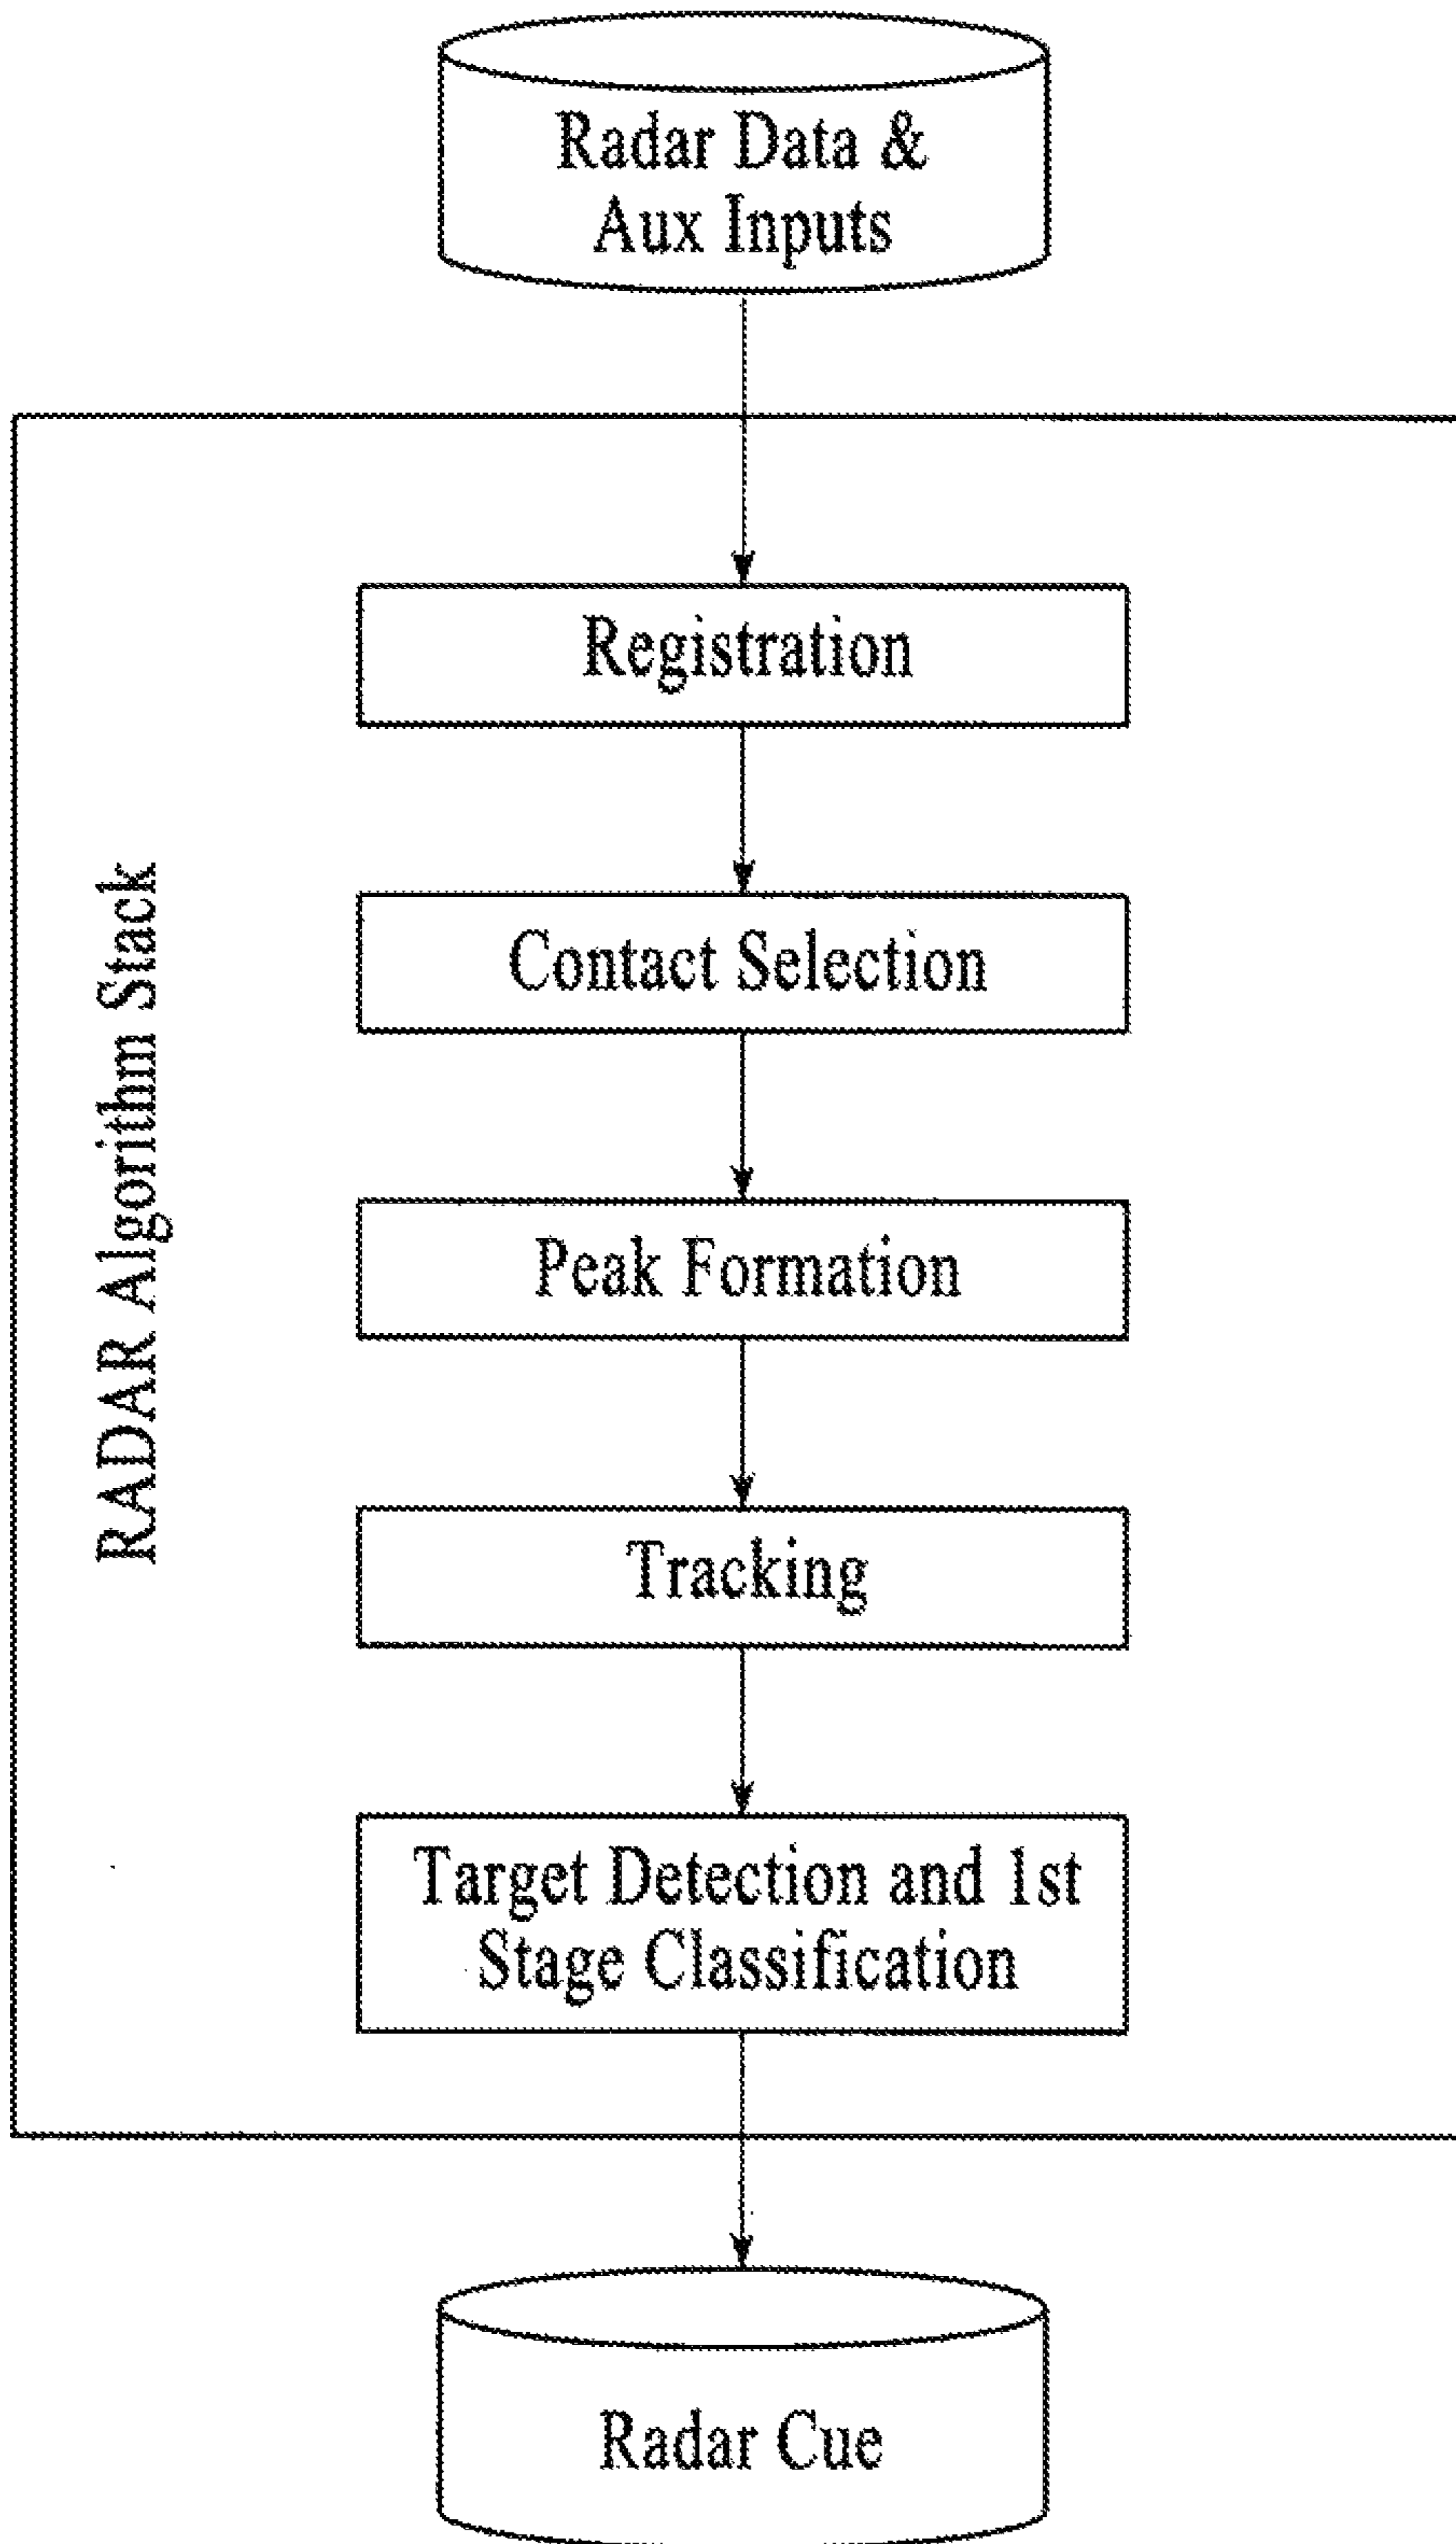 Radar Data &
Aux Inputs
RADAR Algorithm Stack
Registration
Contact Selection
Peak Formation
Tracking
Target Detection and 1st
Stage Classification
Radar Cue